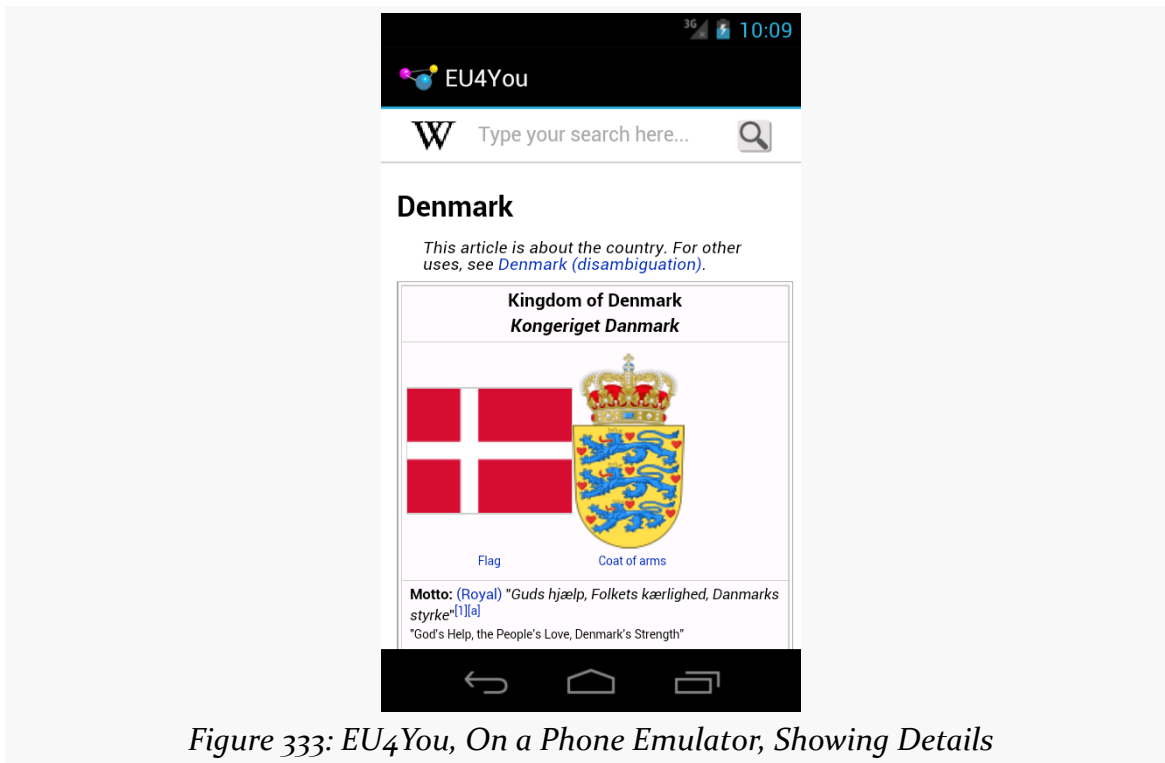 3G 10:09
EU4You
W Type your search here...
Denmark
This article is about the country. For other
uses, see Denmark (disambiguation).
Kingdom of Denmark
Kongeriget Danmark
Flag Coat of arms
Motto: (Royal) "Guds hjælp, Folkets kærlighed, Danmarks
styrke"[1][a]
"God's Help, the People's Love, Denmark's Strength"
Figure 333: EU4You, On a Phone Emulator, Showing Details